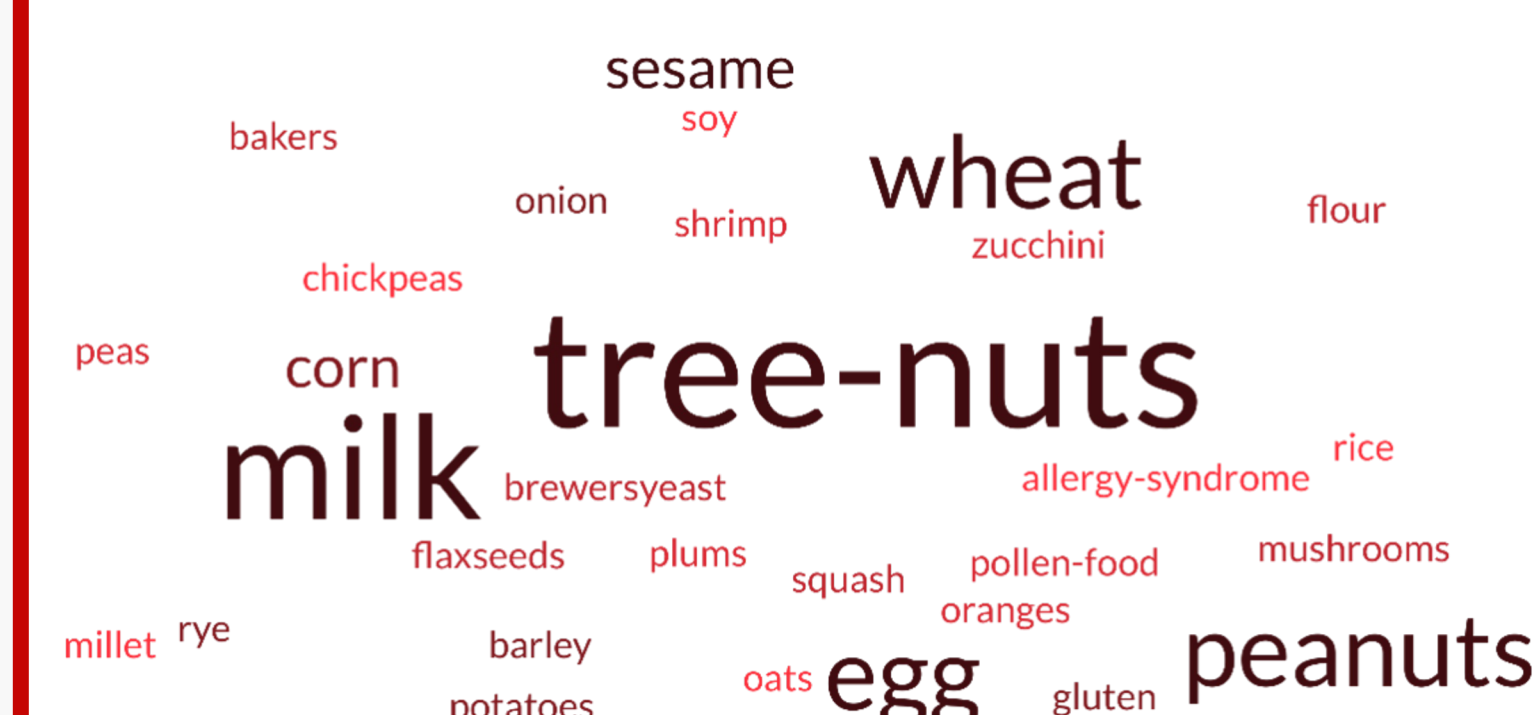 sesame
soy
bakers
wheat
onion
flour
shrimp
zucchini
chickpeas
peas
corn
tree-nuts
milk
rice
brewersyeast
allergy-syndrome
flaxseeds
plums
mushrooms
pollen-food
squash
oranges
rye
millet
barley
peanuts
oats
egg
gluten
potatoes